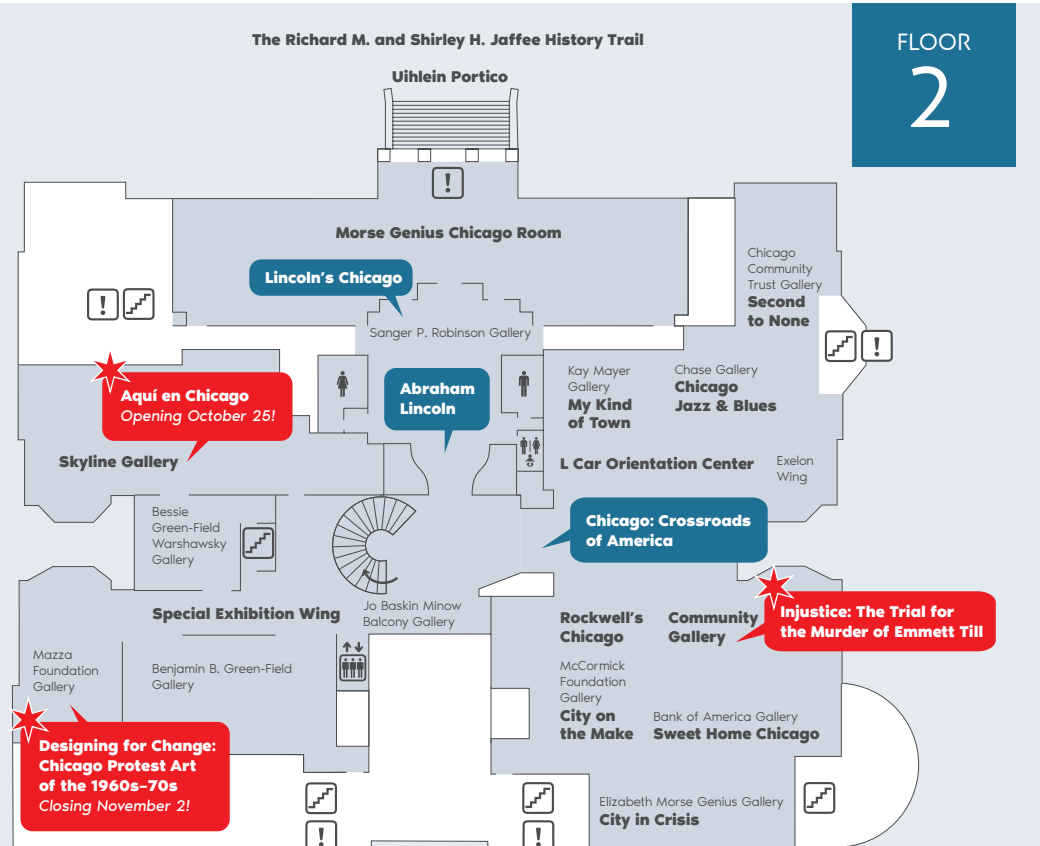 The Richard M. and Shirley H. Jaffee History Trail
FLOOR
2
Uihlein Portico
!
Morse Genius Chicago Room
Lincoln's Chicago
Sanger P. Robinson Gallery
Chicago
Community
Trust Gallery
Second
to None
!
!
Aquí en Chicago
Opening October 25!
Skyline Gallery
Abraham
Lincoln
Kay Mayer
Gallery
My Kind
of Town
Chase Gallery
Chicago
Jazz & Blues
L Car Orientation Center
Exelon
Wing
Bessie
Green-Field
Warshawsky
Gallery
Chicago: Crossroads
of America
Special Exhibition Wing
Jo Baskin Minow
Balcony Gallery
Rockwell's
Chicago
Community
Gallery
Injustice: The Trial for
the Murder of Emmett Till
Mazza
Foundation
Gallery
Benjamin B. Green-Field
Gallery
McCormick
Foundation
Gallery
City on
the Make
Bank of America Gallery
Sweet Home Chicago
Designing for Change:
Chicago Protest Art
of the 1960s–70s
Closing November 2!
!
!
Elizabeth Morse Genius Gallery
City in Crisis